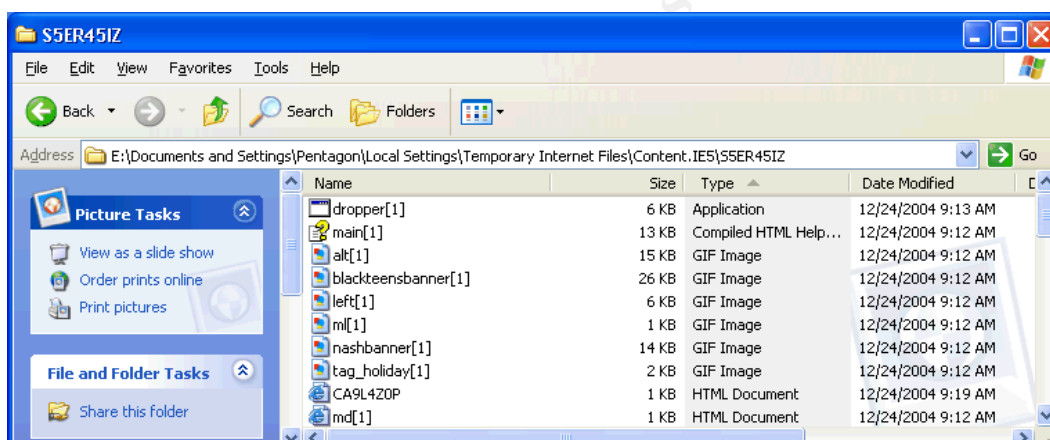 S5ER45IZ
File Edit View Favorites Tools Help
Back Search Folders
Address E:\Documents and Settings\Pentagon\Local Settings\Temporary Internet Files\Content.IE5\S5ER45IZ Go
Picture Tasks
View as a slide show
Order prints online
Print pictures
File and Folder Tasks
Share this folder
Name Size Type Date Modified
dropper[1] 6 KB Application 12/24/2004 9:13 AM
main[1] 13 KB Compiled HTML Help... 12/24/2004 9:12 AM
alt[1] 15 KB GIF Image 12/24/2004 9:12 AM
blackteensbanner[1] 26 KB GIF Image 12/24/2004 9:12 AM
left[1] 6 KB GIF Image 12/24/2004 9:12 AM
ml[1] 1 KB GIF Image 12/24/2004 9:12 AM
nashbanner[1] 14 KB GIF Image 12/24/2004 9:12 AM
tag_holiday[1] 2 KB GIF Image 12/24/2004 9:12 AM
CA9L4Z0P 1 KB HTML Document 12/24/2004 9:19 AM
md[1] 1 KB HTML Document 12/24/2004 9:12 AM